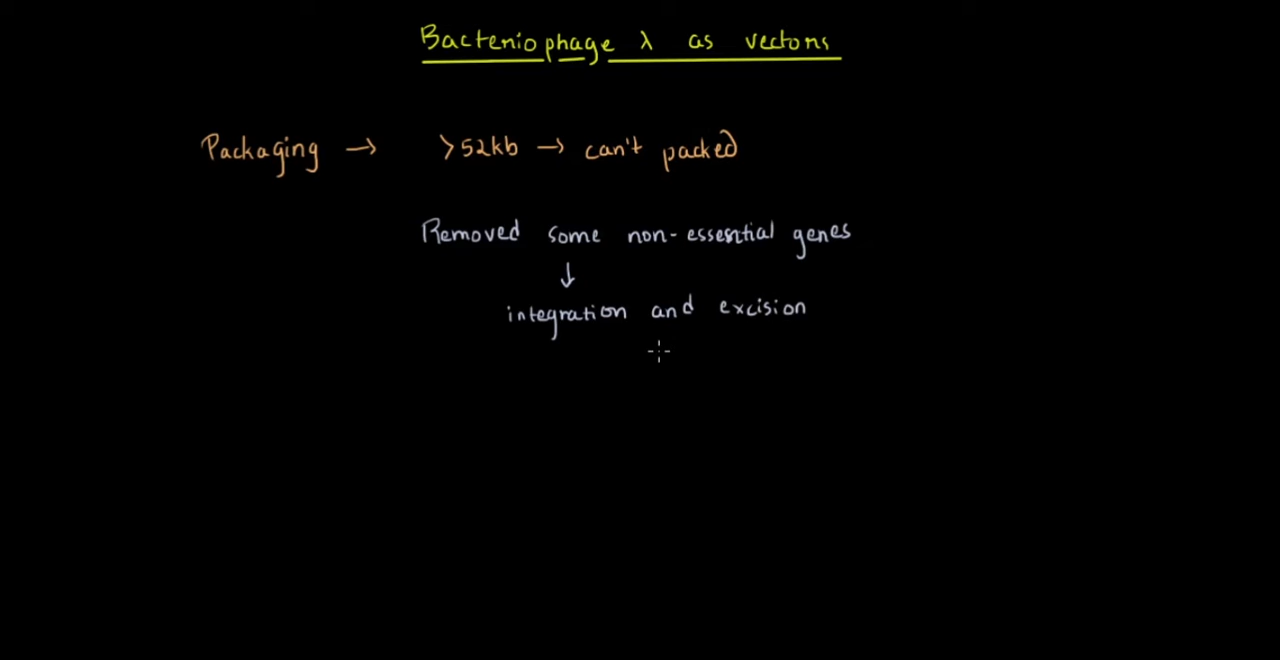 Bacteriophage λ as vectors
Packaging → >52kb → can't packed
Removed some non-essential genes
↓
integration and excision